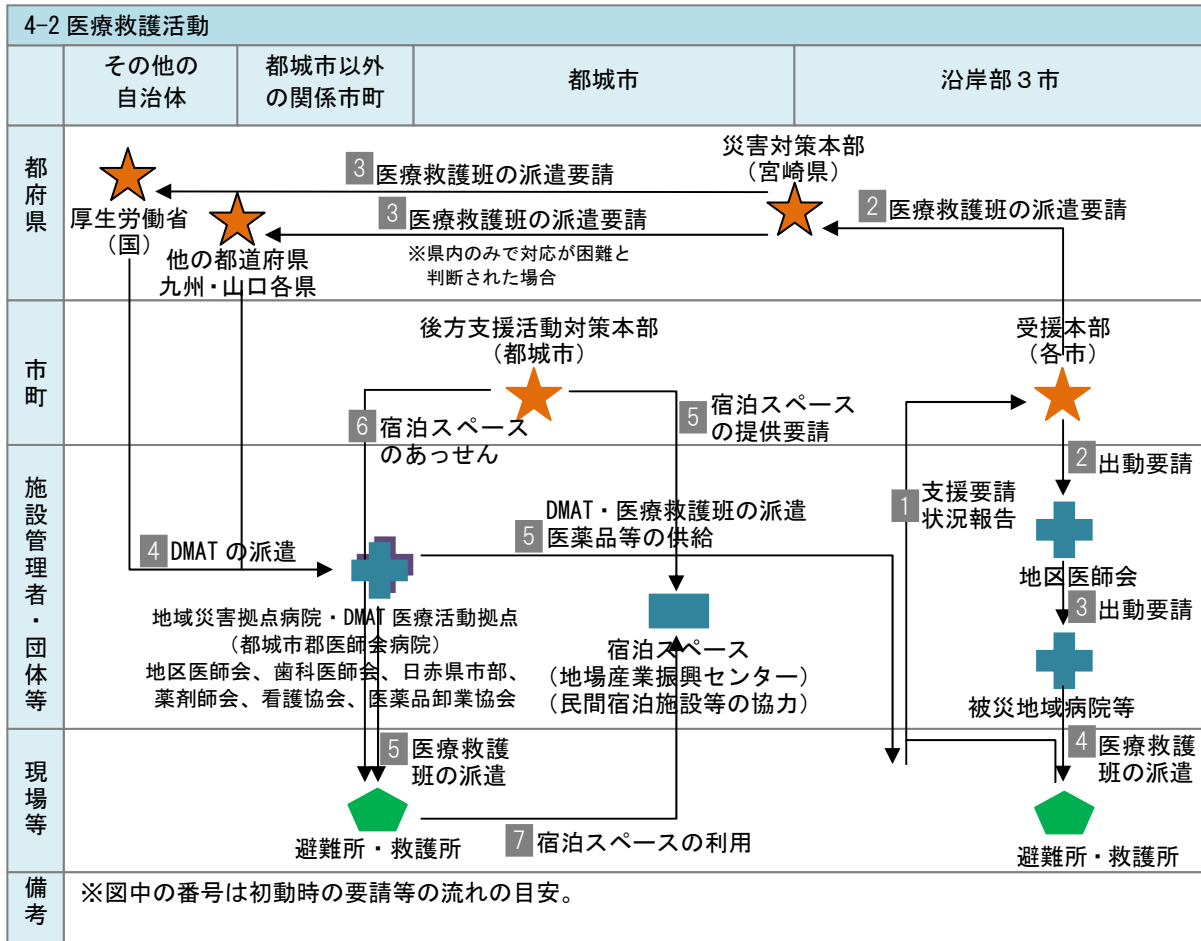 4-2 医療救護活動
その他の
自治体
都城市以外
の関係市町
都城市
沿岸部３市
都府県
3 医療救護班の派遣要請
災害対策本部
（宮崎県）
2 医療救護班の派遣要請
厚生労働省
（国）
3 医療救護班の派遣要請
他の都道府県
九州・山口各県
※県内のみで対応が困難と
判断された場合
市町
後方支援活動対策本部
（都城市）
受援本部
（各市）
6 宿泊スペース
のあっせん
5 宿泊スペース
の提供要請
2 出動要請
施設管理者・団体等
1 支援要請
状況報告
DMAT・医療救護班の派遣
5 医薬品等の供給
4 DMAT の派遣
地区医師会
3 出動要請
地域災害拠点病院・DMAT 医療活動拠点
（都城市郡医師会病院）
地区医師会、歯科医師会、日赤県市部、
薬剤師会、看護協会、医薬品卸業協会
宿泊スペース
（地場産業振興センター）
（民間宿泊施設等の協力）
被災地域病院等
現場等
5 医療救護
班の派遣
4 医療救護
班の派遣
7 宿泊スペースの利用
避難所・救護所
避難所・救護所
備考
※図中の番号は初動時の要請等の流れの目安。